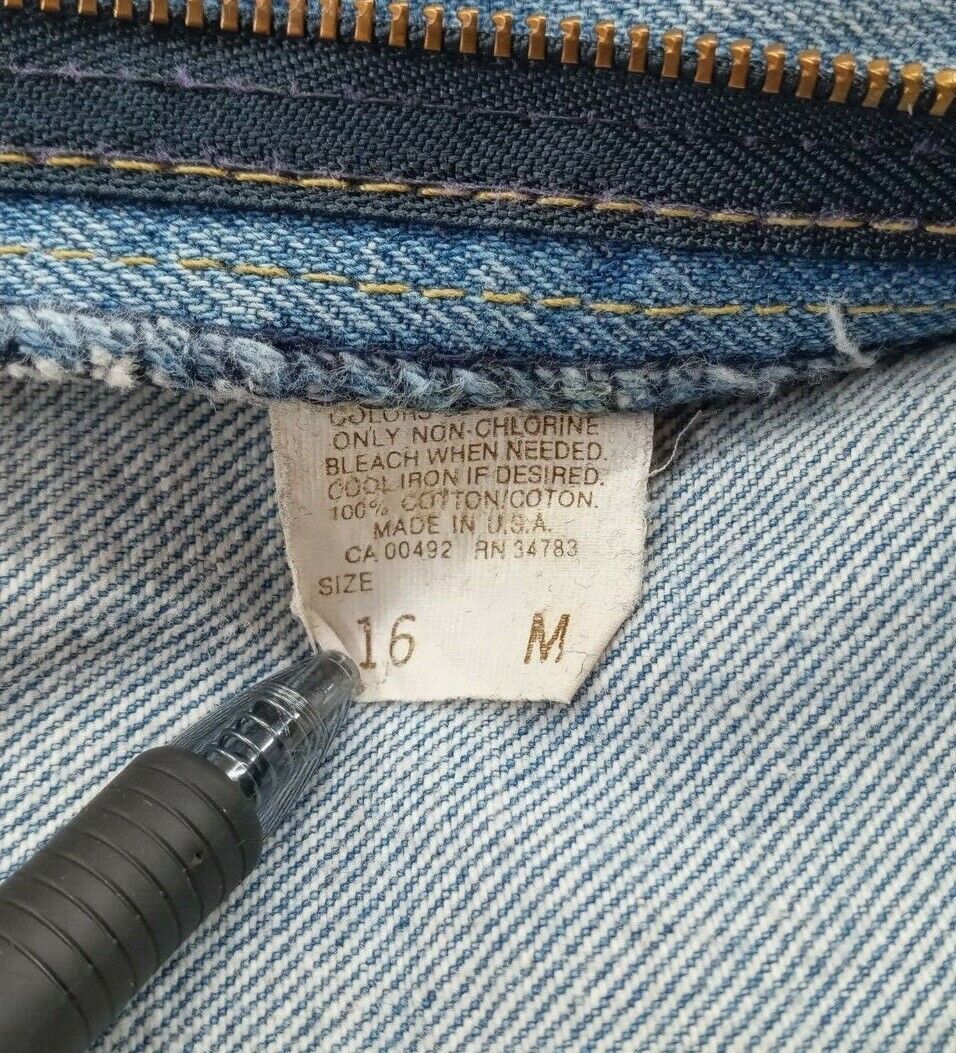 COLORS
ONLY NON-CHLORINE
BLEACH WHEN NEEDED.
COOL IRON IF DESIRED.
100% COTTON/COTON.
MADE IN U.S.A.
CA 00492 RN 34783
SIZE
16 M